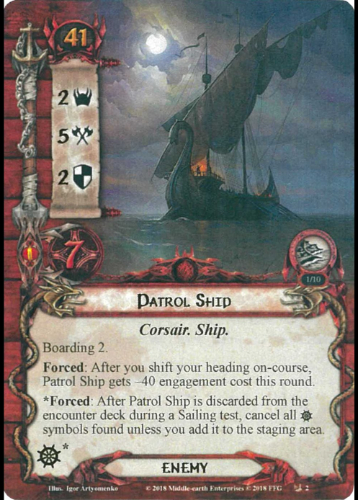 41
2
5
2
7
1/10
Patrol Ship
Corsair. Ship.
Boarding 2.
Forced: After you shift your heading on-course,
Patrol Ship gets –40 engagement cost this round.
*Forced: After Patrol Ship is discarded from the
encounter deck during a Sailing test, cancel all
symbols found unless you add it to the staging area.
*
ENEMY
Illus. Igor Artyomenko © 2018 Middle-earth Enterprises © 2018 FFG 2